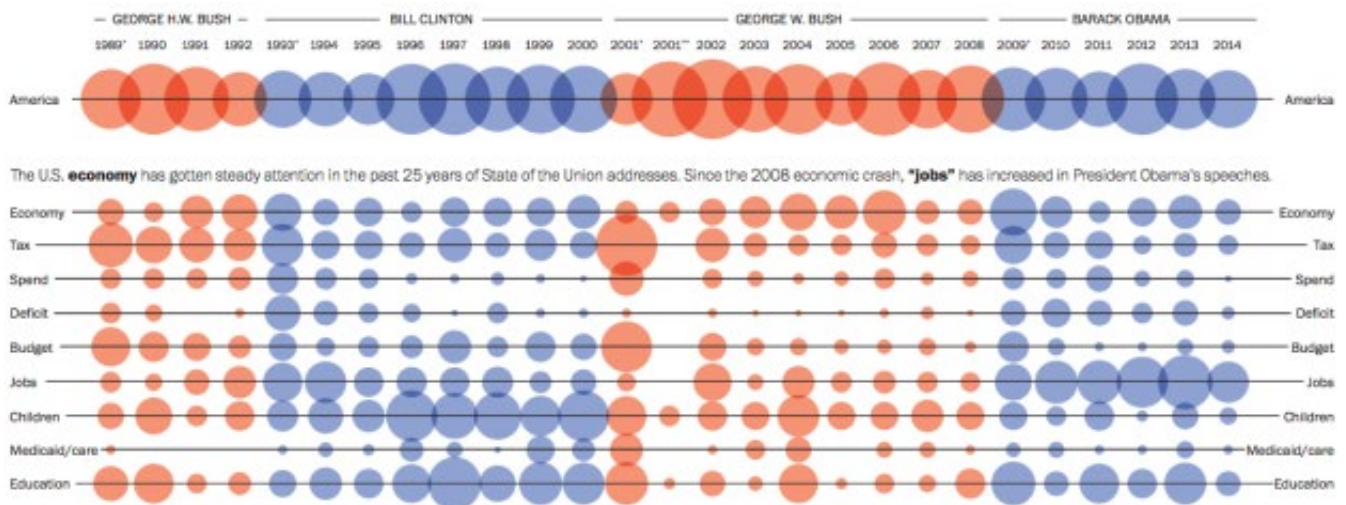 GEORGE H.W. BUSH BILL CLINTON GEORGE W. BUSH BARACK OBAMA
1989* 1990 1991 1992 1993* 1994 1995 1996 1997 1998 1999 2000 2001* 2001** 2002 2003 2004 2005 2006 2007 2008 2009* 2010 2011 2012 2013 2014
America America
The U.S. economy has gotten steady attention in the past 25 years of State of the Union addresses. Since the 2008 economic crash, "jobs" has increased in President Obama's speeches.
Economy Economy
Tax Tax
Spend Spend
Deficit Deficit
Budget Budget
Jobs Jobs
Children Children
Medicaid/care Medicaid/care
Education Education